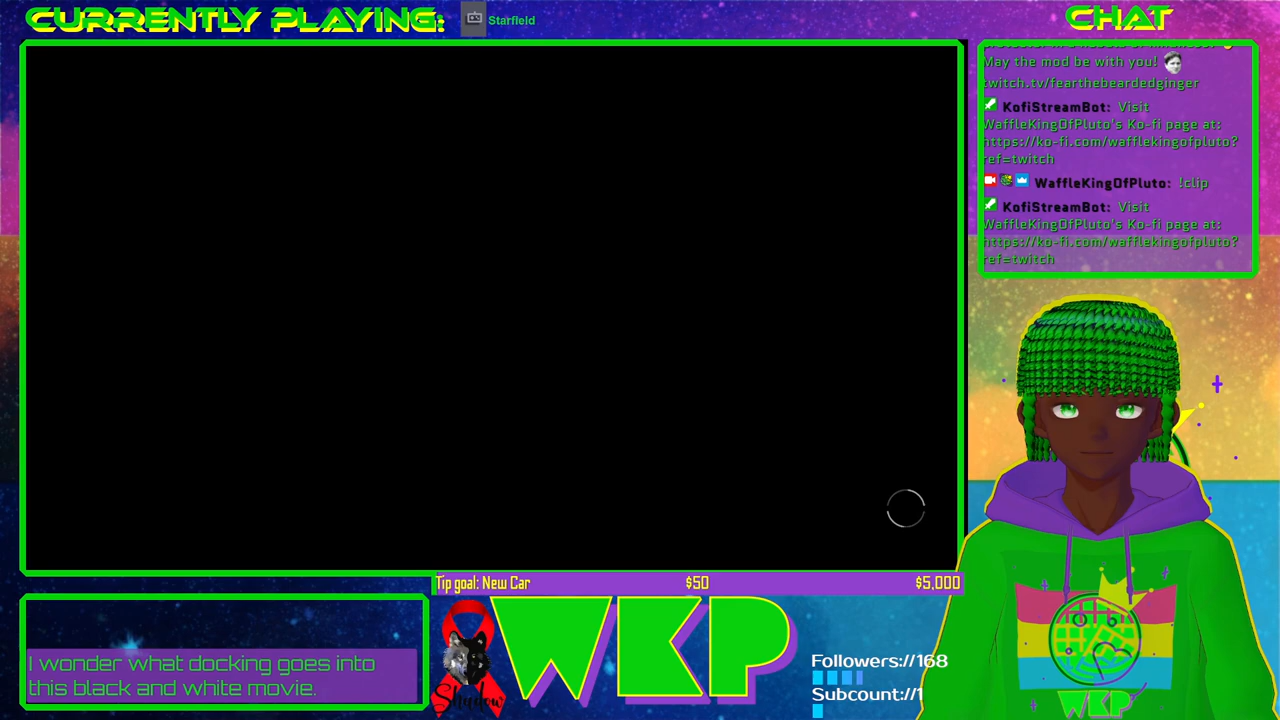 CURRENTLY PLAYING:
Starfield
CHAT
May the mod be with you!
twitch.tv/fearthebeardedginger
KofiStreamBot: Visit
WaffleKingOfPluto's Ko-fi page at:
https://ko-fi.com/wafflekingofpluto?
ref=twitch
WaffleKingOfPluto: !clip
KofiStreamBot: Visit
WaffleKingOfPluto's Ko-fi page at:
https://ko-fi.com/wafflekingofpluto?
ref=twitch
Tip goal: New Car
$50
$5,000
I wonder what docking goes into
this black and white movie.
Shadow
WKP
Followers://168
Subcount://1
WKP